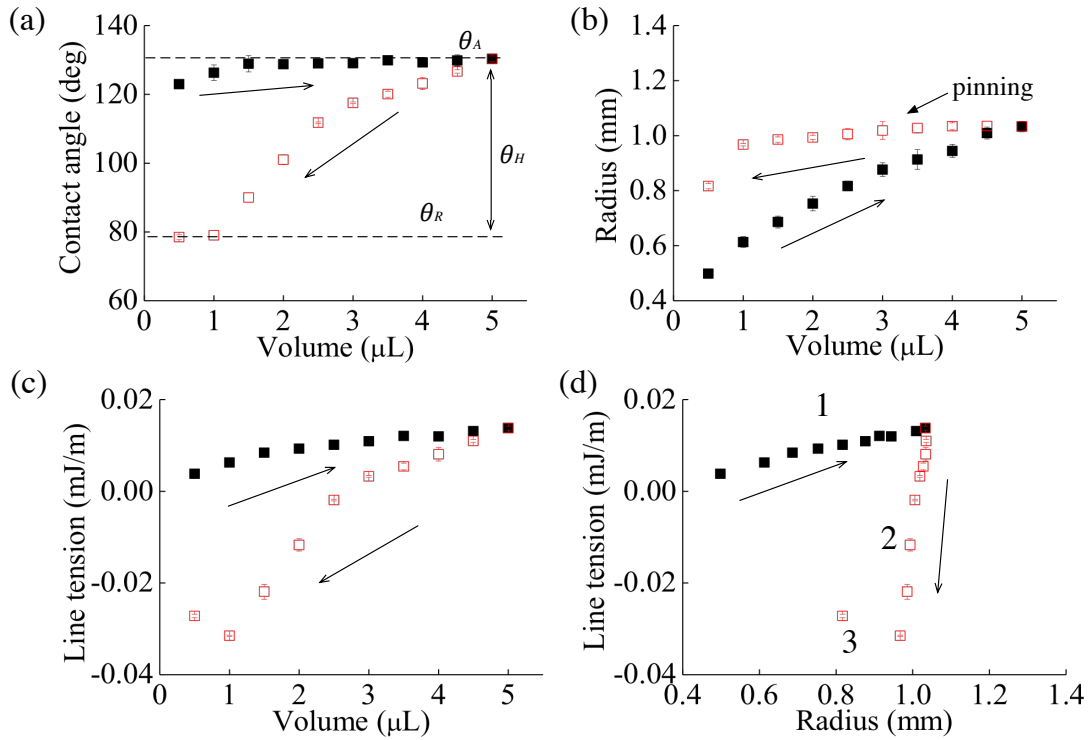 (a)
140
120
100
80
60
Contact angle (deg)
θA
θH
θR
0 1 2 3 4 5
Volume (μL)
(b)
1.4
1.2
1.0
0.8
0.6
0.4
Radius (mm)
pinning
0 1 2 3 4 5
Volume (μL)
(c)
0.02
0.00
-0.02
-0.04
Line tension (mJ/m)
0 1 2 3 4 5
Volume (μL)
(d)
0.02
0.00
-0.02
-0.04
Line tension (mJ/m)
1
2
3
0.4 0.6 0.8 1.0 1.2 1.4
Radius (mm)